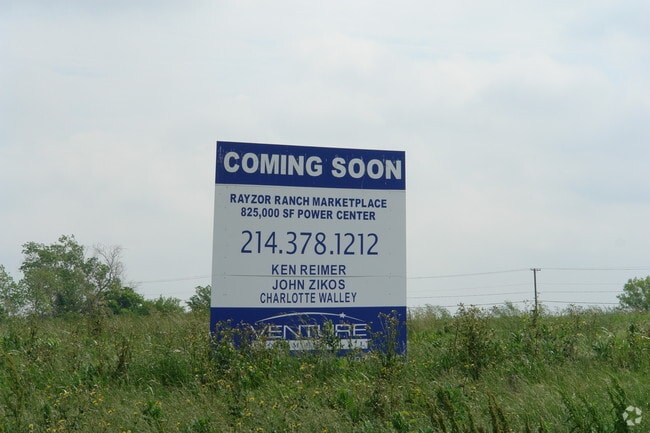 COMING SOON
RAYZOR RANCH MARKETPLACE
825,000 SF POWER CENTER
214.378.1212
KEN REIMER
JOHN ZIKOS
CHARLOTTE WALLEY
VENTURE